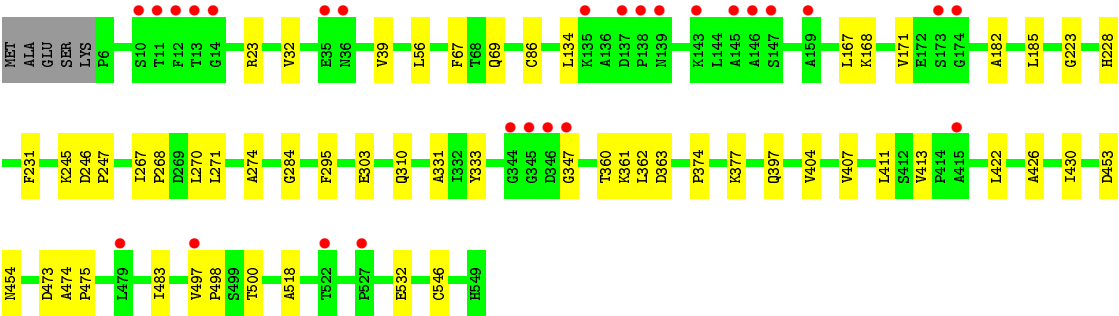 MET ALA GLU SER LYS P6 S10 T11 F12 T13 G14 R23 V32 E35 N36 V39 L56 F67 T68 Q69 C86 L134 K135 A136 D137 P138 N139 K143 L144 A145 A146 S147 A159 L167 K168 V171 E172 S173 G174 A182 L185 G223 H228
F231 K245 D246 P247 I267 P268 D269 L270 L271 A274 G284 F295 E303 Q310 A331 I332 Y333 G344 G345 D346 G347 T360 K361 L362 D363 P374 K377 Q397 V404 V407 L411 S412 V413 P414 A415 L422 A426 I430 D453
N454 D473 A474 P475 L479 I483 V497 P498 S499 T500 A518 T522 P527 E532 C546 H549